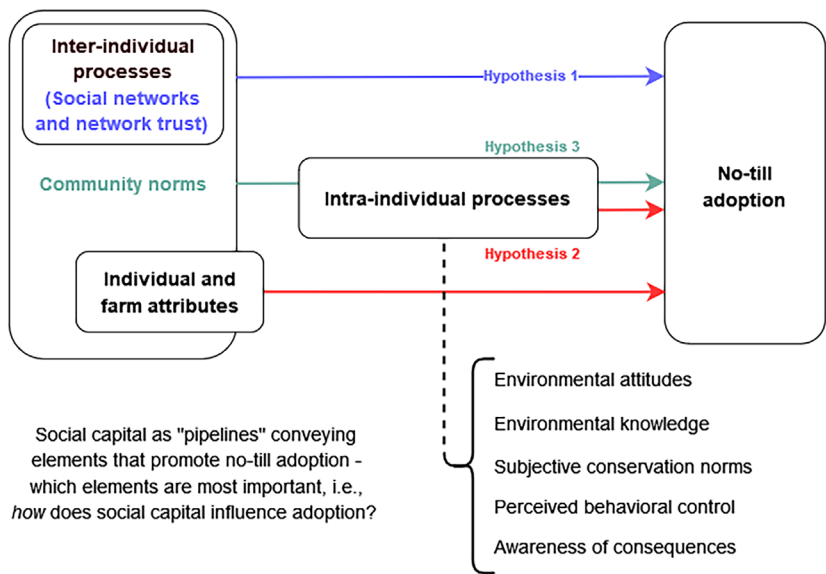 Inter-individual
processes
(Social networks
and network trust)
Hypothesis 1
Community norms
Hypothesis 3
Intra-individual processes
No-till
adoption
Hypothesis 2
Individual and
farm attributes
Social capital as "pipelines" conveying
elements that promote no-till adoption -
which elements are most important, i.e.,
how does social capital influence adoption?
Environmental attitudes
Environmental knowledge
Subjective conservation norms
Perceived behavioral control
Awareness of consequences